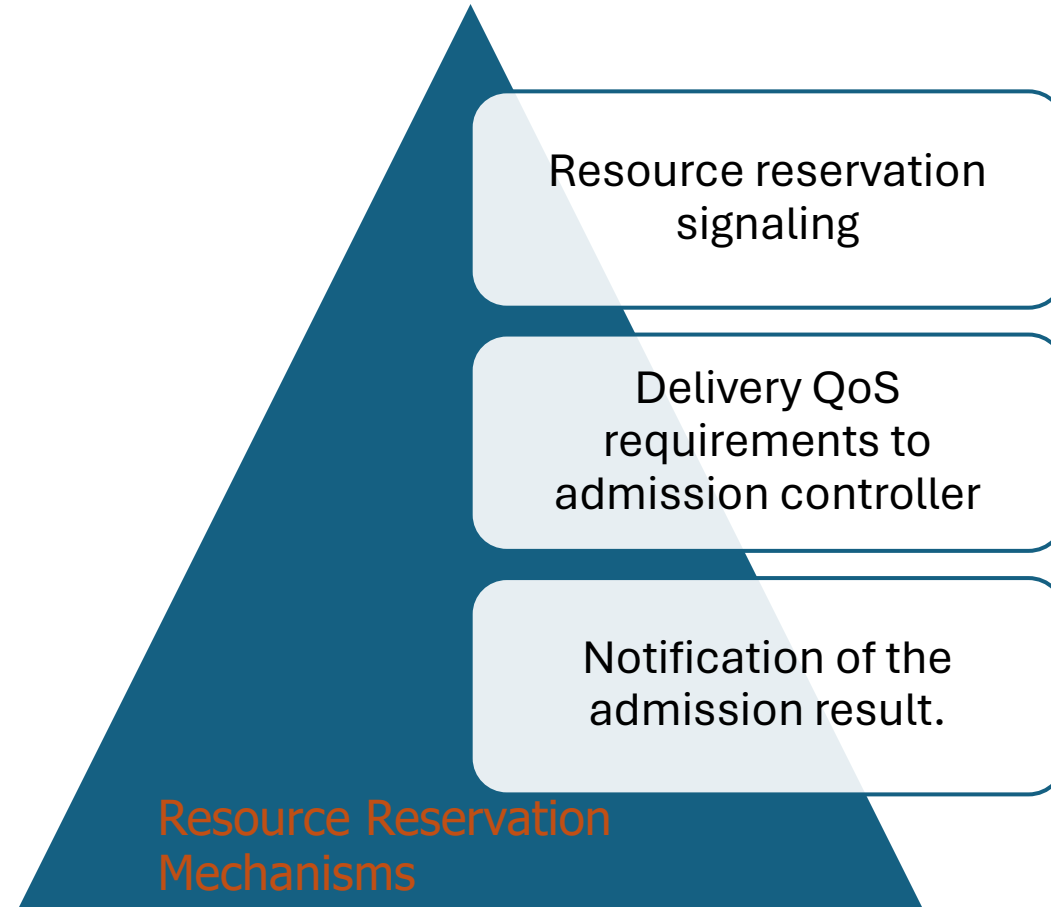 Resource reservation
signaling
Delivery QoS
requirements to
admission controller
Notification of the
admission result.
Resource Reservation
Mechanisms